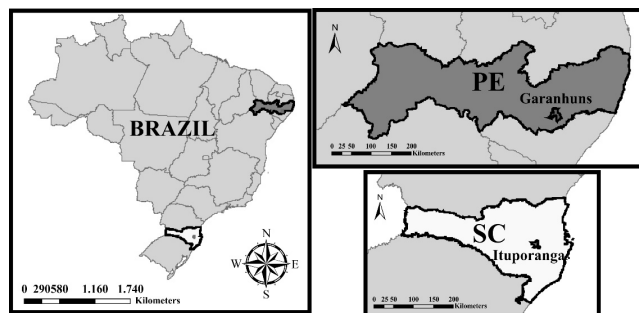 BRAZIL
N
W E
S
0 290580 1.160 1.740
Kilometers
N
PE
Garanhuns
0 25 50 100 150 200
Kilometers
N
SC
Ituporanga
0 25 50 100 150 200
Kilometers